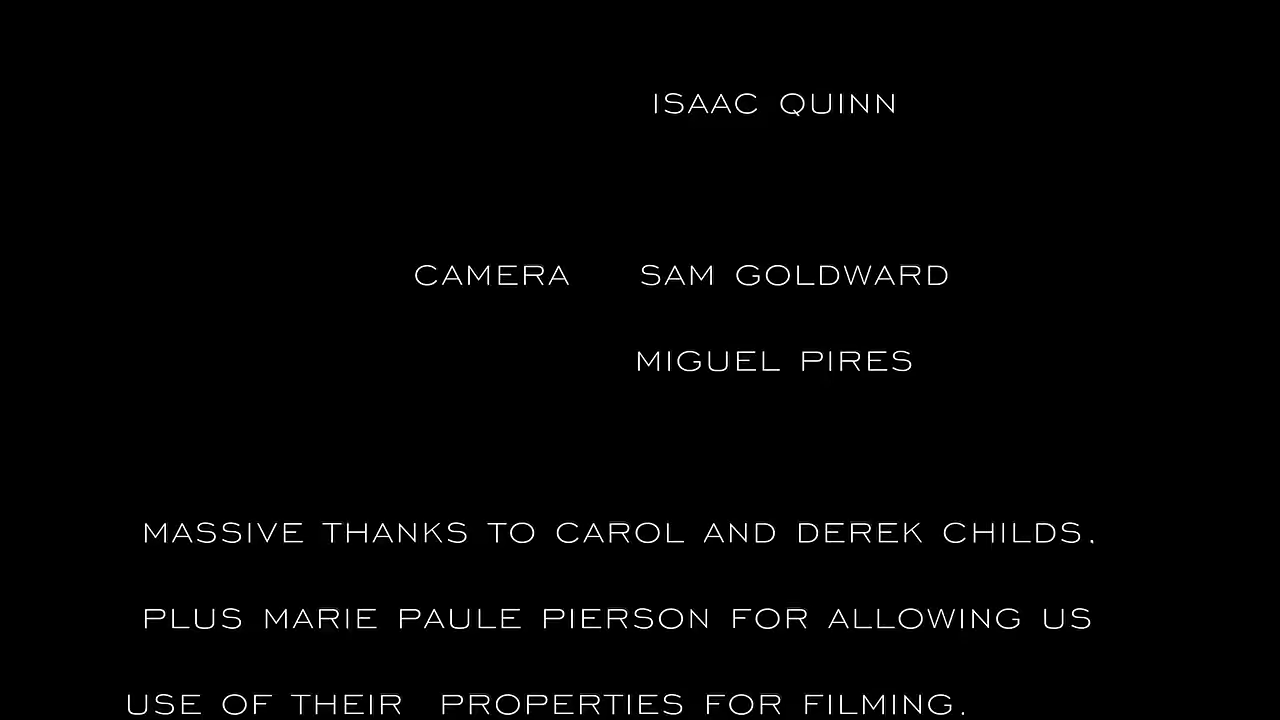 ISAAC QUINN
CAMERA SAM GOLDWARD
MIGUEL PIRES
MASSIVE THANKS TO CAROL AND DEREK CHILDS.
PLUS MARIE PAULE PIERSON FOR ALLOWING US
USE OF THEIR PROPERTIES FOR FILMING.